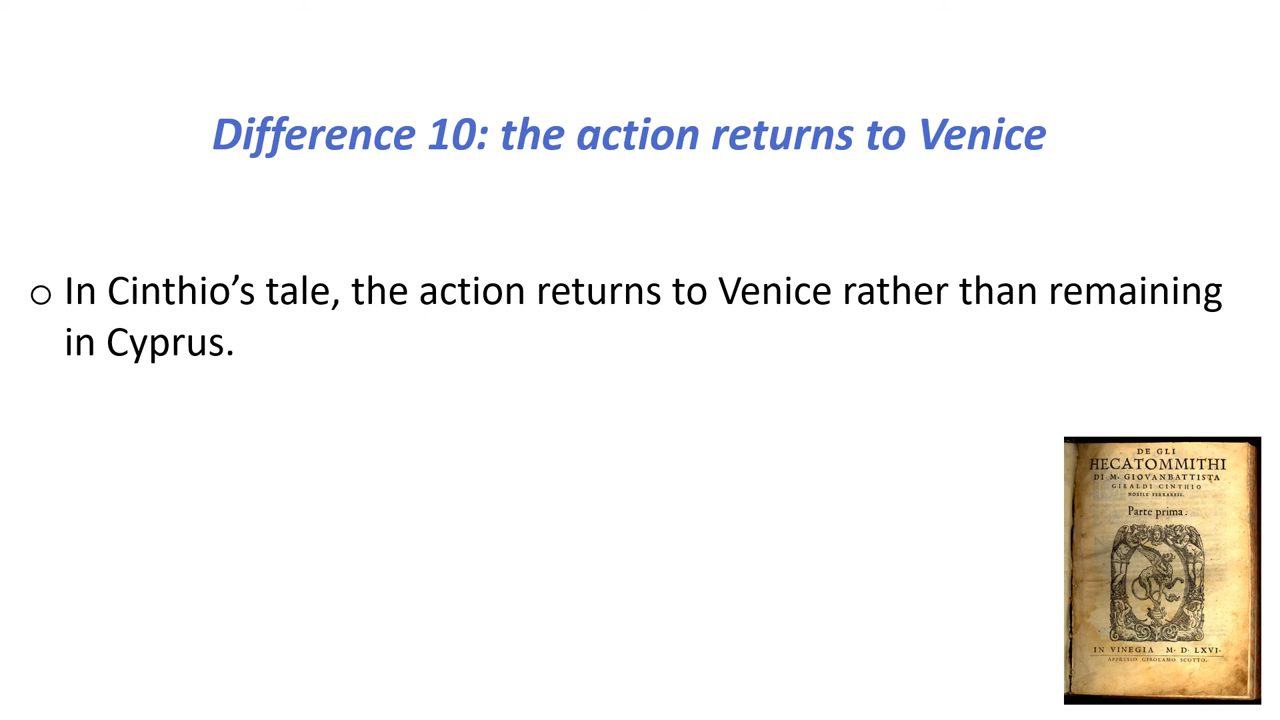 Difference 10: the action returns to Venice
o In Cinthio’s tale, the action returns to Venice rather than remaining
in Cyprus.
DE GLI
HECATOMMITHI
DI M. GIOVANBATTISTA
GIRALDI CINTHIO
NOBILE FERRARESE.
Parte prima.
IN VINEGIA M. D. LXVI.
APPRESSO GIROLAMO SCOTTO.